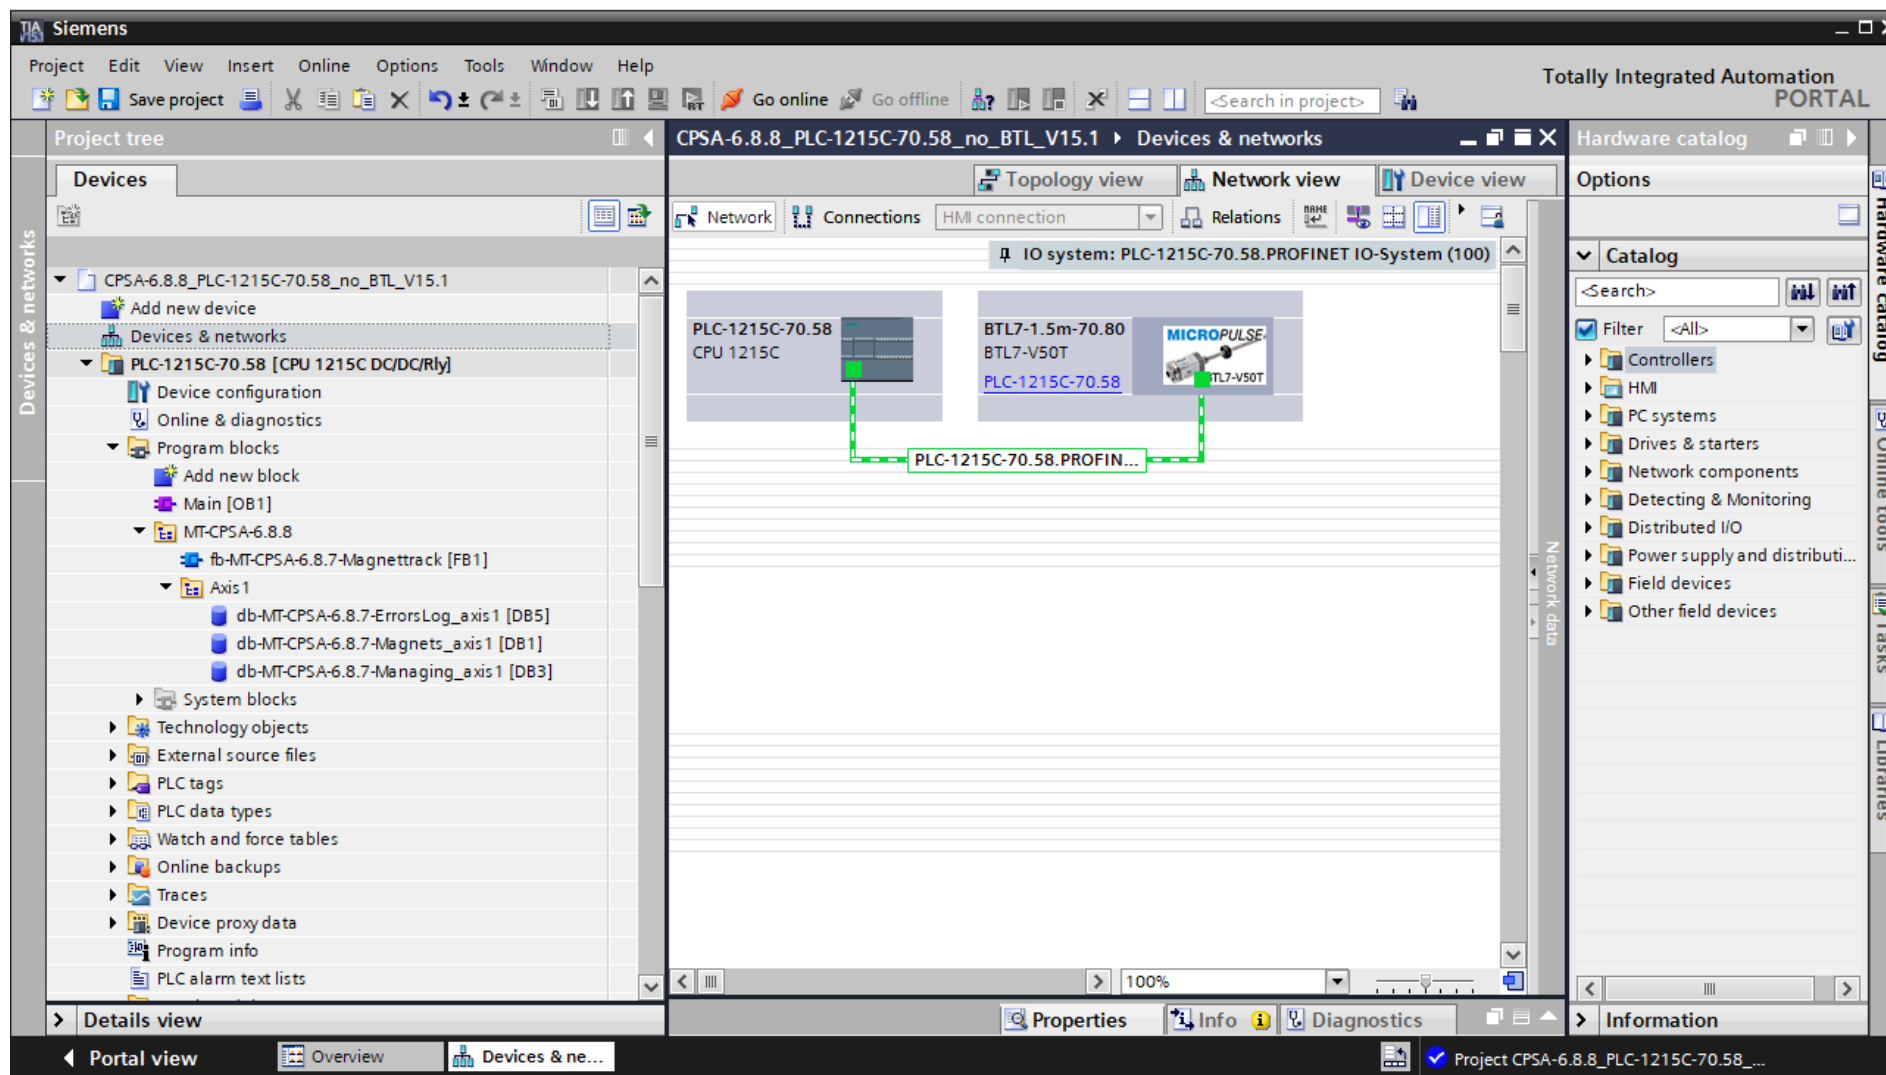 Siemens
Project Edit View Insert Online Options Tools Window Help
Totally Integrated Automation
PORTAL
Save project Go online Go offline <Search in project>
Project tree
CPSA-6.8.8_PLC-1215C-70.58_no_BTL_V15.1 Devices & networks
Hardware catalog
Devices
Topology view Network view Device view
Options
Network Connections HMI connection Relations
IO system: PLC-1215C-70.58.PROFINET IO-System (100)
Catalog
<Search>
Filter <All>
Controllers
HMI
PC systems
Drives & starters
Network components
Detecting & Monitoring
Distributed I/O
Power supply and distributi...
Field devices
Other field devices
CPSA-6.8.8_PLC-1215C-70.58_no_BTL_V15.1
Add new device
Devices & networks
PLC-1215C-70.58 [CPU 1215C DC/DC/Rly]
Device configuration
Online & diagnostics
Program blocks
Add new block
Main [OB1]
MT-CPSA-6.8.8
fb-MT-CPSA-6.8.7-Magnettrack [FB1]
Axis1
db-MT-CPSA-6.8.7-ErrorsLog_axis1 [DB5]
db-MT-CPSA-6.8.7-Magnets_axis1 [DB1]
db-MT-CPSA-6.8.7-Managing_axis1 [DB3]
System blocks
Technology objects
External source files
PLC tags
PLC data types
Watch and force tables
Online backups
Traces
Device proxy data
Program info
PLC alarm text lists
PLC-1215C-70.58
CPU 1215C
BTL7-1.5m-70.80
BTL7-V50T
PLC-1215C-70.58
MICROPULSE
BTL7-V50T
PLC-1215C-70.58.PROFIN...
Network data
Devices & networks
Hardware catalog
Online tools
Tasks
Libraries
100%
Properties Info Diagnostics
Details view
Information
Portal view Overview Devices & ne...
Project CPSA-6.8.8_PLC-1215C-70.58_...